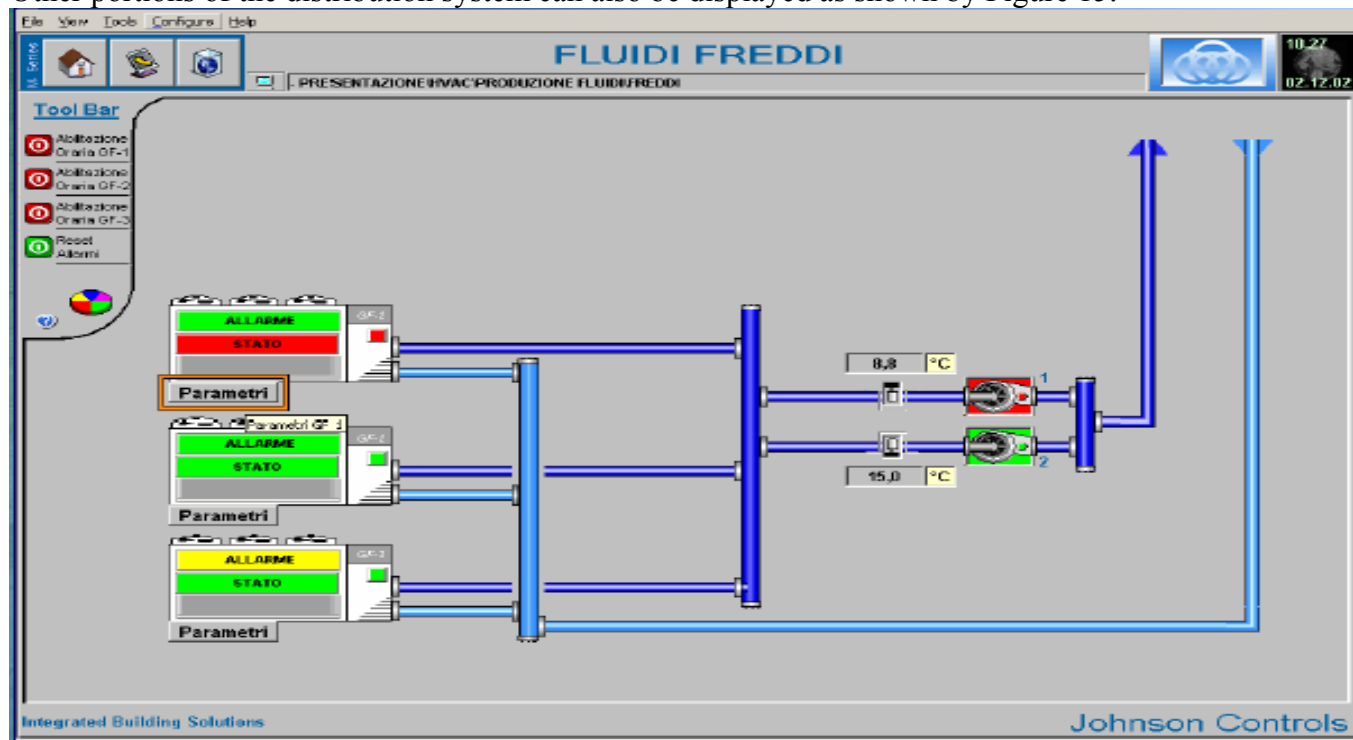 Other portions of the distribution system can also be displayed as shown by Figure 15.
File View Tools Configure Help
M. Series
FLUIDI FREDDI
10.27
02.12.02
- PRESENTAZIONE\HVAC\PRODUZIONE FLUIDI\FREDDI
Tool Bar
Abilitazione
Oraria GF-1
Abilitazione
Oraria GF-2
Abilitazione
Oraria GF-3
Reset
Allarmi
ALLARME
STATO
Parametri
Parametri GF 1
ALLARME
STATO
Parametri
ALLARME
STATO
Parametri
8,8 °C
1
2
15,0 °C
Integrated Building Solutions
Johnson Controls